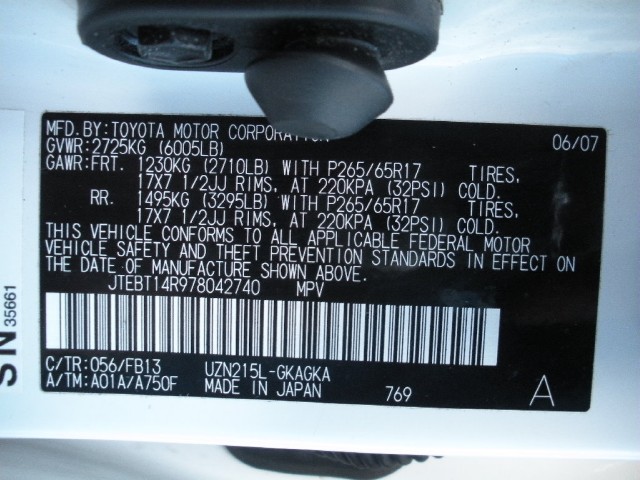 MFD. BY: TOYOTA MOTOR CORPORATION 06/07
GVWR: 2725KG (6005LB)
GAWR: FRT. 1230KG (2710LB) WITH P265/65R17 TIRES,
17X7 1/2JJ RIMS, AT 220KPA (32PSI) COLD.
RR. 1495KG (3295LB) WITH P265/65R17 TIRES,
17X7 1/2JJ RIMS, AT 220KPA (32PSI) COLD.
THIS VEHICLE CONFORMS TO ALL APPLICABLE FEDERAL MOTOR
VEHICLE SAFETY AND THEFT PREVENTION STANDARDS IN EFFECT ON
THE DATE OF MANUFACTURE SHOWN ABOVE.
JTEBT14R978042740 MPV
C/TR: 056/FB13 UZN215L-GKAGKA
A/TM: A01A/A750F MADE IN JAPAN 769 A
SN 35661